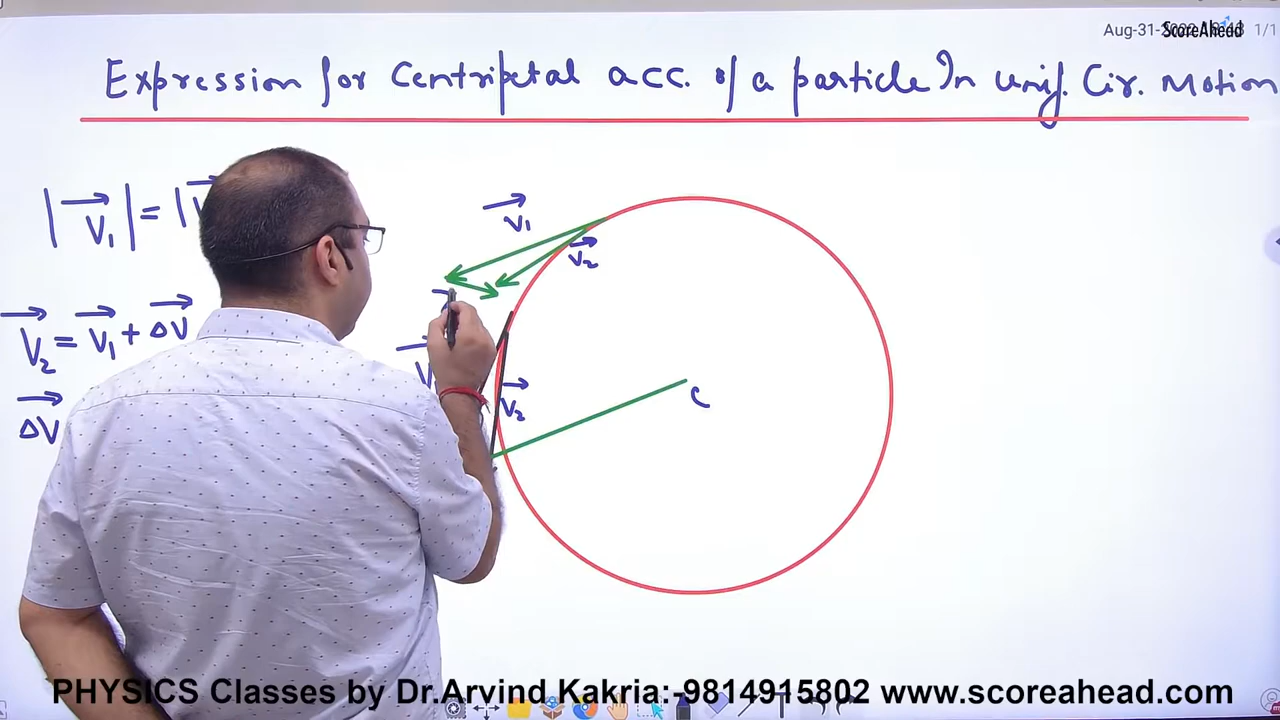 Aug-31-2022 1/1
ScoreAhead
Expression for Centripetal acc. of a particle In Unif. Cir. Motion
|V₁| = |V
V₂ = V₁ + ΔV
ΔV
V₁
V₂
V₂
C
PHYSICS Classes by Dr.Arvind Kakria:-9814915802 www.scoreahead.com